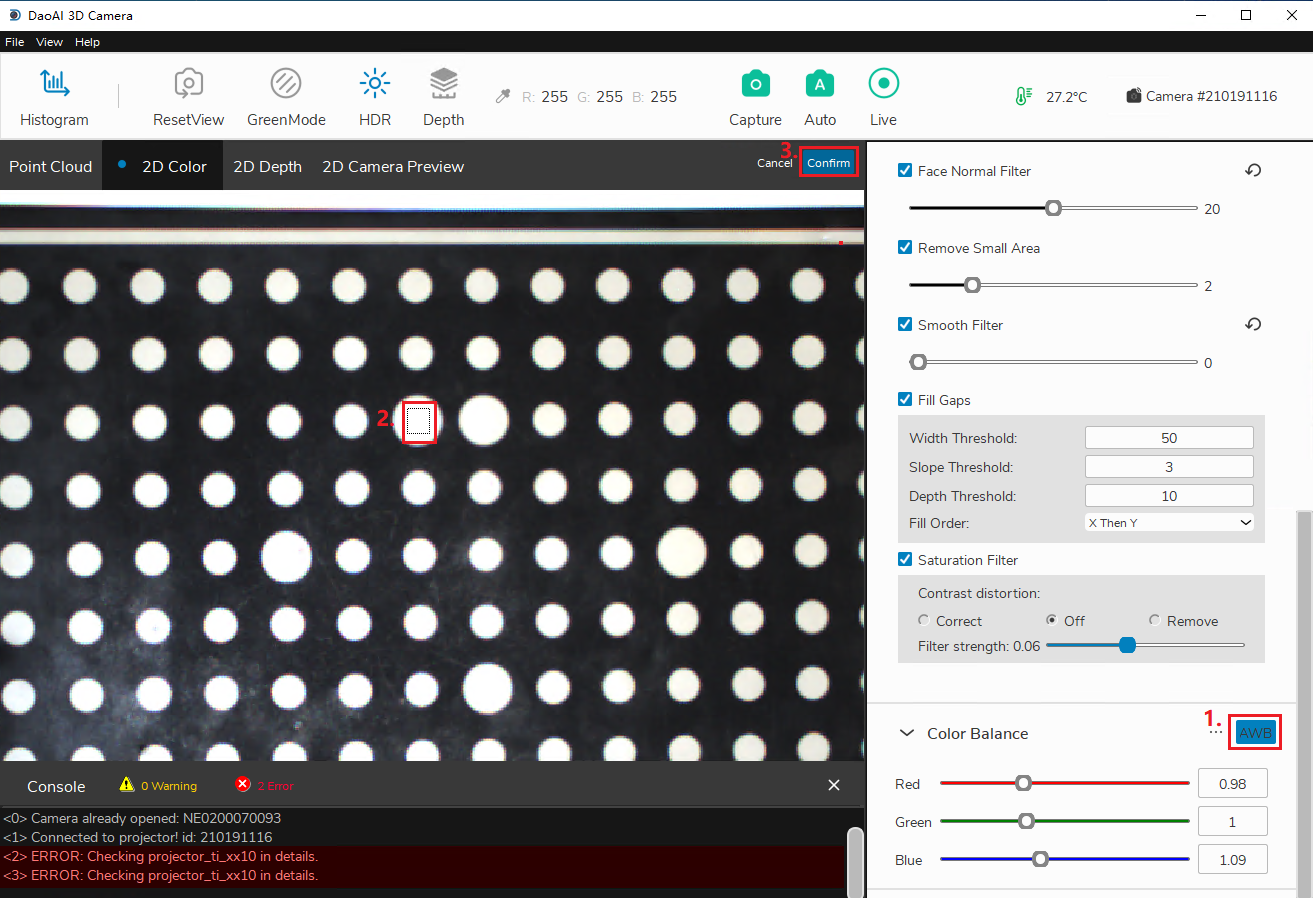 DaoAI 3D Camera
File View Help
Histogram ResetView GreenMode HDR Depth R: 255 G: 255 B: 255 Capture Auto Live 27.2°C Camera #210191116
Point Cloud 2D Color 2D Depth 2D Camera Preview Cancel 3. Confirm
Face Normal Filter
20
Remove Small Area
2
Smooth Filter
0
2.
Fill Gaps
Width Threshold: 50
Slope Threshold: 3
Depth Threshold: 10
Fill Order: X Then Y
Saturation Filter
Contrast distortion:
Correct Off Remove
Filter strength: 0.06
1.
Color Balance ... AWB
Red 0.98
Green 1
Blue 1.09
Console 0 Warning 2 Error
<0> Camera already opened: NE0200070093
<1> Connected to projector! id: 210191116
<2> ERROR: Checking projector_ti_xx10 in details.
<3> ERROR: Checking projector_ti_xx10 in details.